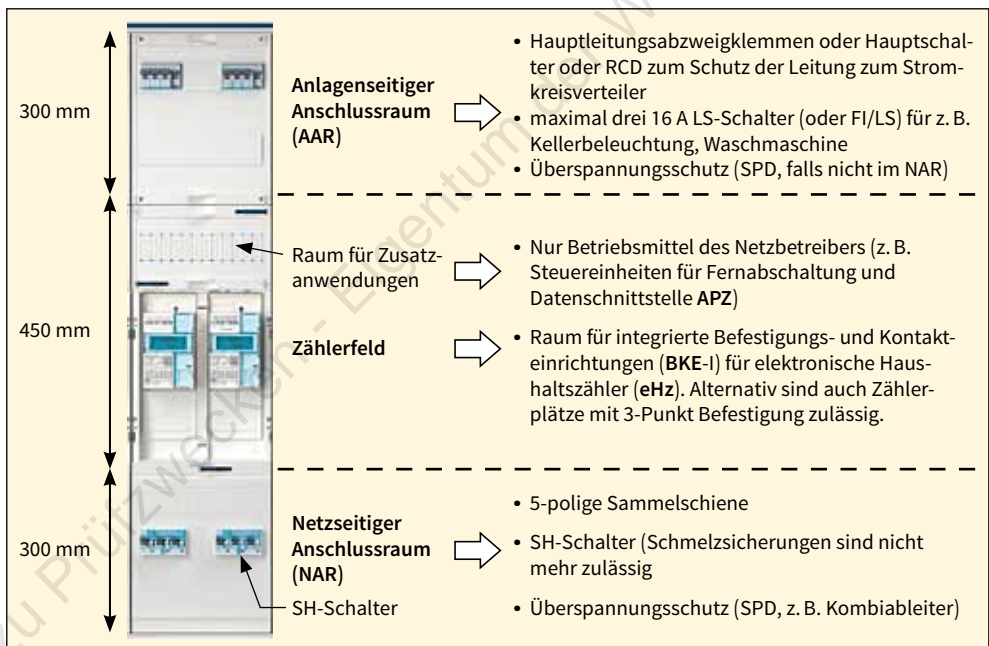 300 mm
Anlagenseitiger
Anschlussraum
(AAR)
• Hauptleitungsabzweigklemmen oder Hauptschal-
ter oder RCD zum Schutz der Leitung zum Strom-
kreisverteiler
• maximal drei 16 A LS-Schalter (oder FI/LS) für z. B.
Kellerbeleuchtung, Waschmaschine
• Überspannungsschutz (SPD, falls nicht im NAR)
450 mm
Raum für Zusatz-
anwendungen
• Nur Betriebsmittel des Netzbetreibers (z. B.
Steuereinheiten für Fernabschaltung und
Datenschnittstelle APZ)
Zählerfeld
• Raum für integrierte Befestigungs- und Kontakt-
einrichtungen (BKE-I) für elektronische Haus-
haltszähler (eHz). Alternativ sind auch Zähler-
plätze mit 3-Punkt Befestigung zulässig.
300 mm
Netzseitiger
Anschlussraum
(NAR)
SH-Schalter
• 5-polige Sammelschiene
• SH-Schalter (Schmelzsicherungen sind nicht
mehr zulässig
• Überspannungsschutz (SPD, z. B. Kombiableiter)
zu Prüfzwecken - Eigentum der W